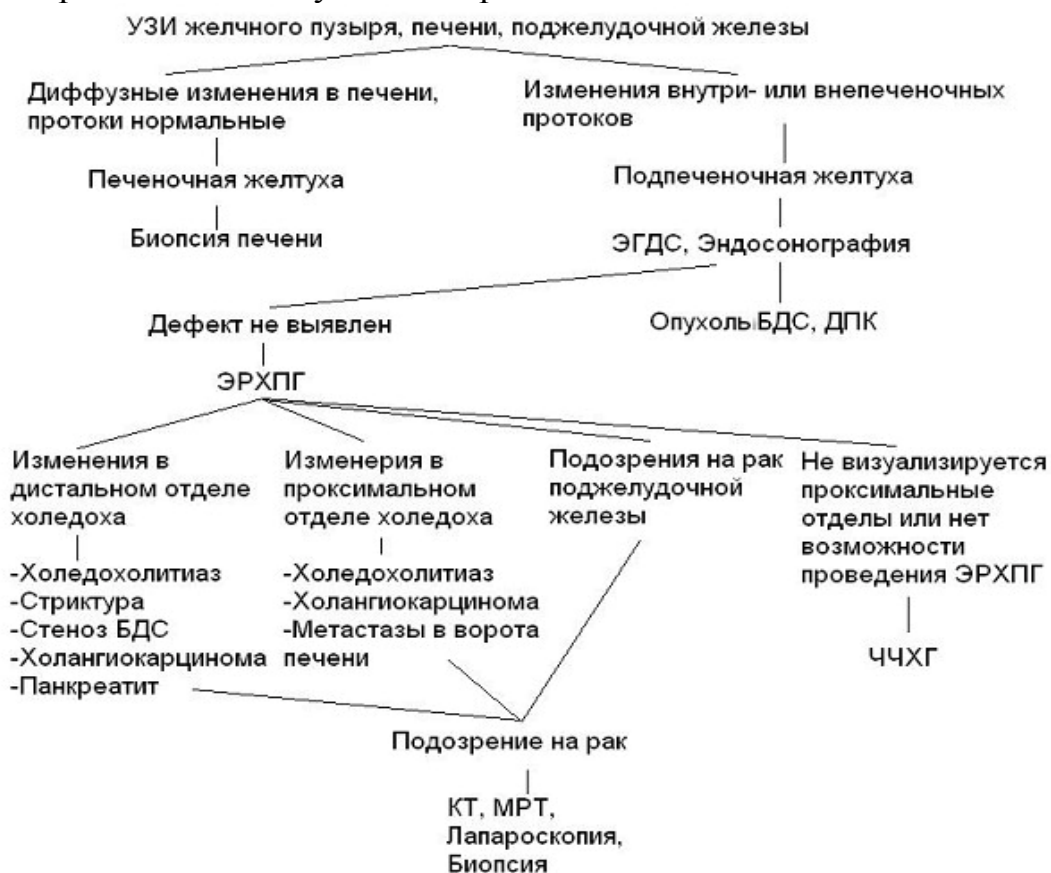 УЗИ желчного пузыря, печени, поджелудочной железы
Диффузные изменения в печени,
протоки нормальные
Изменения внутри- или внепеченочных
протоков
Печеночная желтуха
Подпеченочная желтуха
Биопсия печени
ЭГДС, Эндосонография
Дефект не выявлен
Опухоль БДС, ДПК
ЭРХПГ
Изменения в
дистальном отделе
холедоха
Изменерия в
проксимальном
отделе холедоха
Подозрения на рак
поджелудочной
железы
Не визуализируется
проксимальные
отделы или нет
возможности
проведения ЭРХПГ
-Холедохолитиаз
-Стриктура
-Стеноз БДС
-Холангиокарцинома
-Панкреатит
-Холедохолитиаз
-Холангиокарцинома
-Метастазы в ворота
печени
ЧЧХГ
Подозрение на рак
КТ, МРТ,
Лапароскопия,
Биопсия